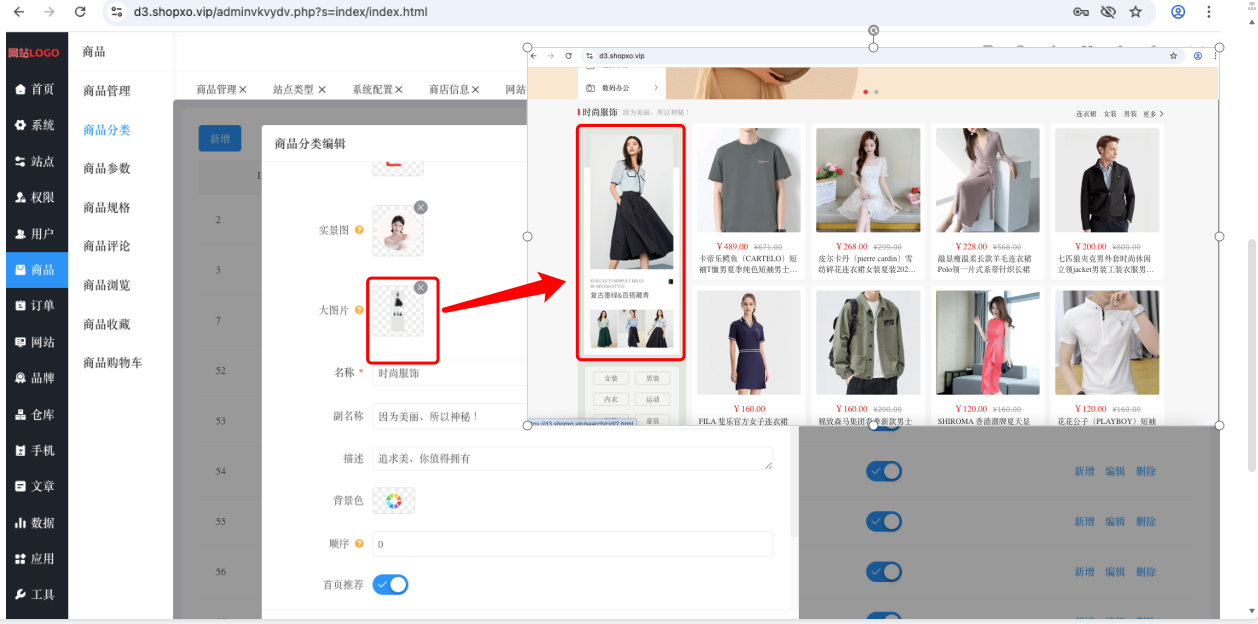 d3.shopxo.vip/adminvkvydv.php?s=index/index.html
网站LOGO
首页
系统
站点
权限
用户
商品
订单
网站
品牌
仓库
手机
文章
数据
应用
工具
商品
商品管理
商品分类
商品参数
商品规格
商品评论
商品浏览
商品收藏
商品购物车
商品管理 站点类型 系统配置 商店信息 网站
新增
2
3
7
52
53
54
55
56
商品分类编辑
实景图
大图片
名称 * 时尚服饰
副名称 因为美丽、所以神秘！
描述 追求美、你值得拥有
背景色
顺序 0
首页推荐
新增 编辑 删除
新增 编辑 删除
新增 编辑 删除
d3.shopxo.vip
数码办公
时尚服饰 因为美丽，所以神秘！
连衣裙 女装 男装 更多
复古墨绿&百搭藏青
女装 男装
内衣 运动
童装
￥489.00 ¥671.00
卡帝乐鳄鱼（CARTELO）短
袖T恤男夏季纯色短袖男士…
￥268.00 ¥299.00
皮尔卡丹（pierre cardin）雪
纺碎花连衣裙女装夏装202…
￥228.00 ¥568.00
敲显瘦温柔长款羊毛连衣裙
Polo领一片式系带针织长裙
￥200.00 ¥800.00
七匹狼夹克男外套时尚休闲
立领jacket男装工装衣服男…
￥160.00
FILA 斐乐官方女子连衣裙
￥160.00 ¥200.00
棉致森马集团春季新款男士
￥120.00 ¥160.00
SHIROMA 香港潮牌夏天显
￥120.00 ¥160.00
花花公子（PLAYBOY）短袖